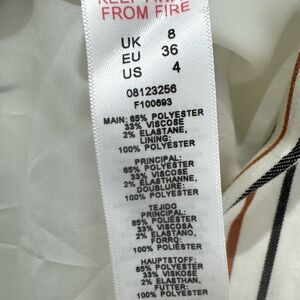 KEEP AWAY
FROM FIRE
UK 8
EU 36
US 4
08123256
F100693
MAIN: 65% POLYESTER
33% VISCOSE
2% ELASTANE,
LINING:
100% POLYESTER
PRINCIPAL:
65% POLYESTER
33% VISCOSE
2% ÉLASTHANNE,
DOUBLURE:
100% POLYESTER
TEJIDO
PRINCIPAL:
65% POLIÉSTER
33% VISCOSA
2% ELASTANO,
FORRO:
100% POLIÉSTER
HAUPTSTOFF:
65% POLYESTER
33% VISKOSE
2% ELASTHAN,
FUTTER:
100% POLYESTER